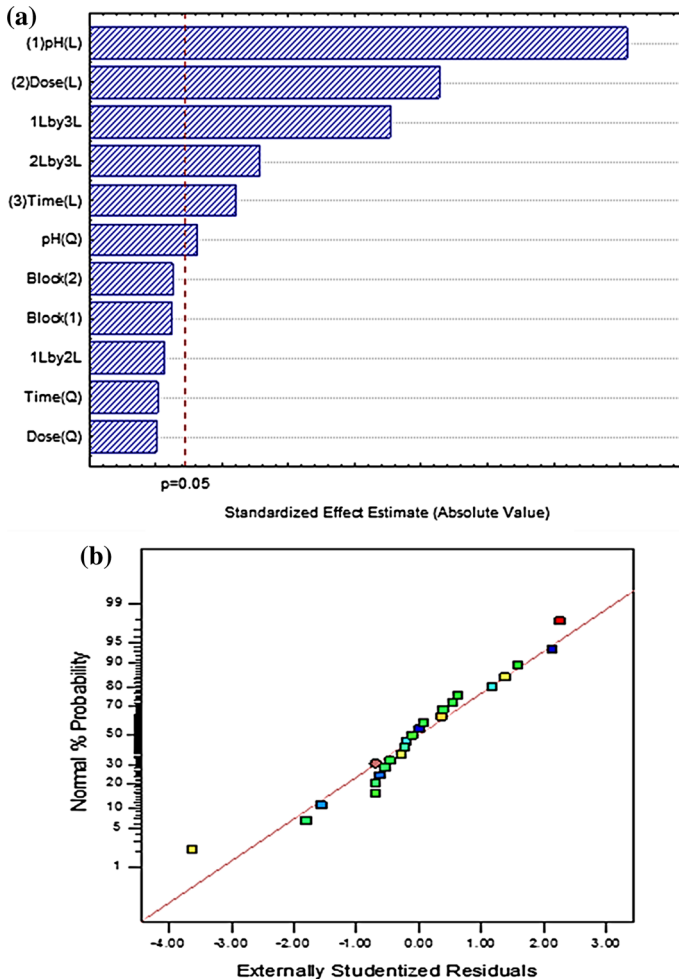 (a)
(1)pH(L)
(2)Dose(L)
1Lby3L
2Lby3L
(3)Time(L)
pH(Q)
Block(2)
Block(1)
1Lby2L
Time(Q)
Dose(Q)
p=0.05
Standardized Effect Estimate (Absolute Value)
(b)
Normal % Probability
99
95
90
80
70
50
30
20
10
5
1
-4.00 -3.00 -2.00 -1.00 0.00 1.00 2.00 3.00
Externally Studentized Residuals